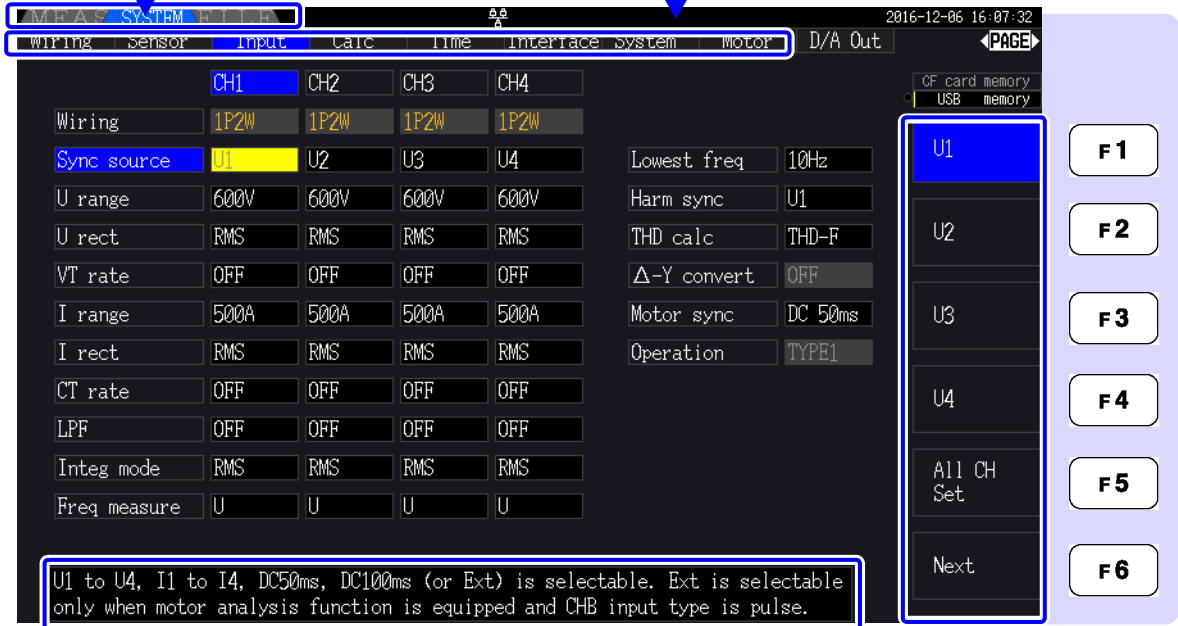 MEAS SYSTEM FILE 2016-12-06 16:07:32
Wiring Sensor Input Calc Time Interface System Motor D/A Out PAGE
CF card memory
USB memory
CH1 CH2 CH3 CH4
Wiring 1P2W 1P2W 1P2W 1P2W
Sync source U1 U2 U3 U4 Lowest freq 10Hz
U range 600V 600V 600V 600V Harm sync U1
U rect RMS RMS RMS RMS THD calc THD-F
VT rate OFF OFF OFF OFF Δ-Y convert OFF
I range 500A 500A 500A 500A Motor sync DC 50ms
I rect RMS RMS RMS RMS Operation TYPE1
CT rate OFF OFF OFF OFF
LPF OFF OFF OFF OFF
Integ mode RMS RMS RMS RMS
Freq measure U U U U
U1 to U4, I1 to I4, DC50ms, DC100ms (or Ext) is selectable. Ext is selectable
only when motor analysis function is equipped and CHB input type is pulse.
U1 F1
U2 F2
U3 F3
U4 F4
All CH
Set F5
Next F6